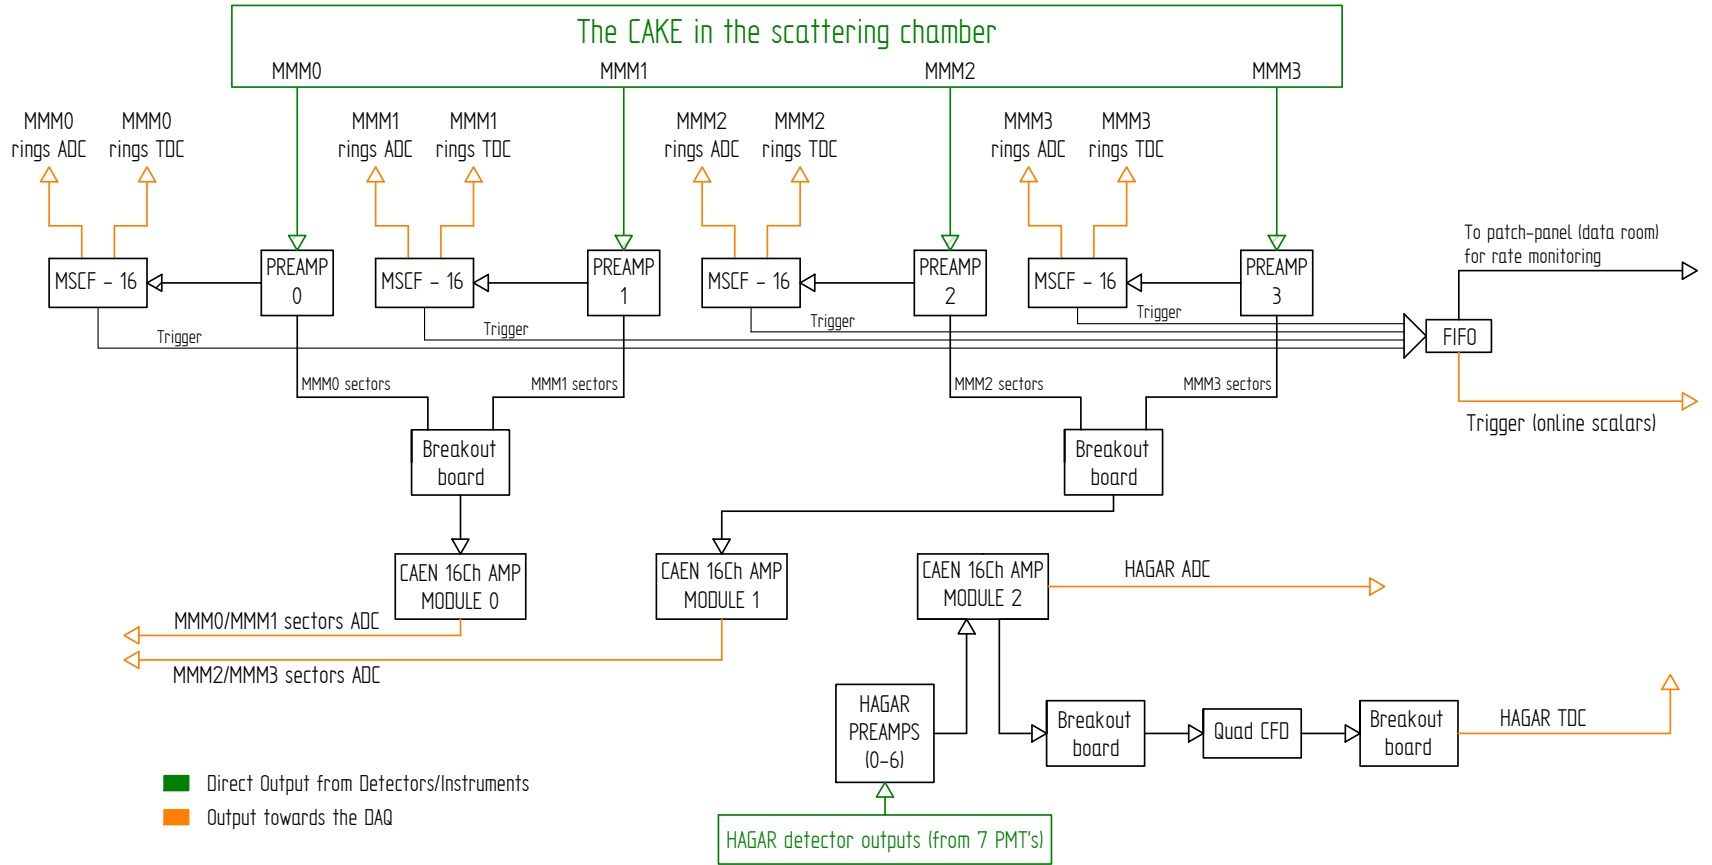 The CAKE in the scattering chamber
MMM0
MMM1
MMM2
MMM3
MMM0
rings ADC
MMM0
rings TDC
MMM1
rings ADC
MMM1
rings TDC
MMM2
rings ADC
MMM2
rings TDC
MMM3
rings ADC
MMM3
rings TDC
To patch-panel (data room)
for rate monitoring
MSCF - 16
PREAMP
0
MSCF - 16
PREAMP
1
MSCF - 16
PREAMP
2
MSCF - 16
PREAMP
3
Trigger
Trigger
Trigger
Trigger
FIFO
MMM0 sectors
MMM1 sectors
MMM2 sectors
MMM3 sectors
Trigger (online scalars)
Breakout
board
Breakout
board
CAEN 16Ch AMP
MODULE 0
CAEN 16Ch AMP
MODULE 1
CAEN 16Ch AMP
MODULE 2
HAGAR ADC
MMM0/MMM1 sectors ADC
MMM2/MMM3 sectors ADC
HAGAR
PREAMPS
(0-6)
Breakout
board
Quad CFD
Breakout
board
HAGAR TDC
Direct Output from Detectors/Instruments
Output towards the DAQ
HAGAR detector outputs (from 7 PMT's)